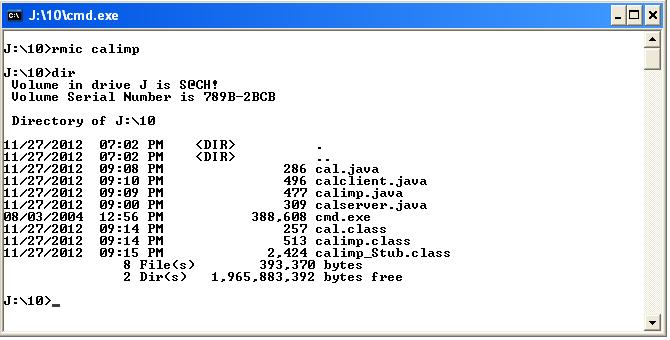 J:\10\cmd.exe
J:\10>rmic calimp
J:\10>dir
Volume in drive J is S@CH!
Volume Serial Number is 789B-2BCB
Directory of J:\10
11/27/2012  07:02 PM    <DIR>          .
11/27/2012  07:02 PM    <DIR>          ..
11/27/2012  09:08 PM               286 cal.java
11/27/2012  09:10 PM               496 calclient.java
11/27/2012  09:09 PM               477 calimp.java
11/27/2012  09:00 PM               309 calserver.java
08/03/2004  12:56 PM           388,608 cmd.exe
11/27/2012  09:14 PM               257 cal.class
11/27/2012  09:14 PM               513 calimp.class
11/27/2012  09:15 PM             2,424 calimp_Stub.class
8 File(s)        393,370 bytes
2 Dir(s)   1,965,883,392 bytes free
J:\10>_